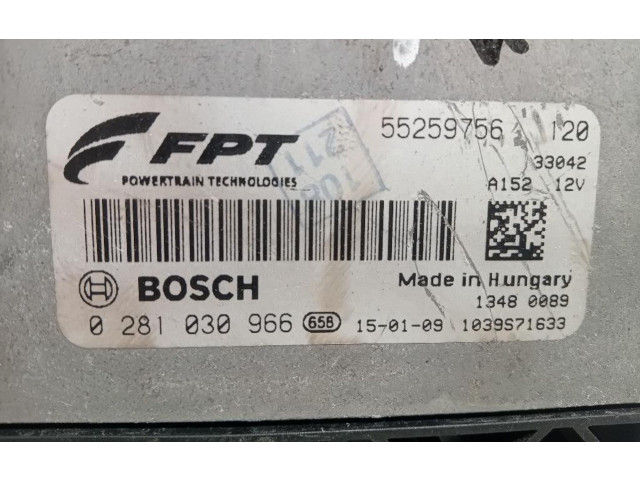 FPT
POWERTRAIN TECHNOLOGIES
55259756 120
33042
A152 12V
BOSCH
Made in Hungary
1348 0089
0 281 030 966 658 15-01-09 1039S71633
211